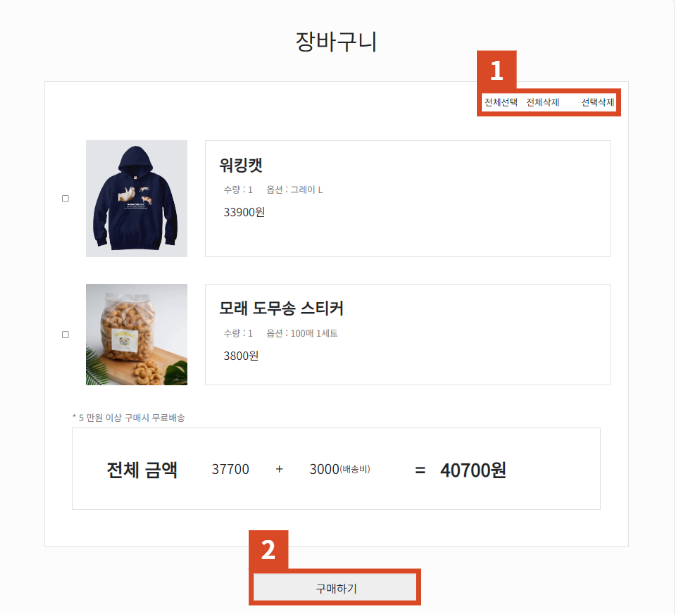 장바구니
1
전체선택 전체삭제 선택삭제
워킹캣
수량 : 1 옵션 : 그레이 L
33900원
모래 도무송 스티커
수량 : 1 옵션 : 100매 1세트
3800원
* 5 만원 이상 구매시 무료배송
전체 금액 37700 + 3000(배송비) = 40700원
2
구매하기